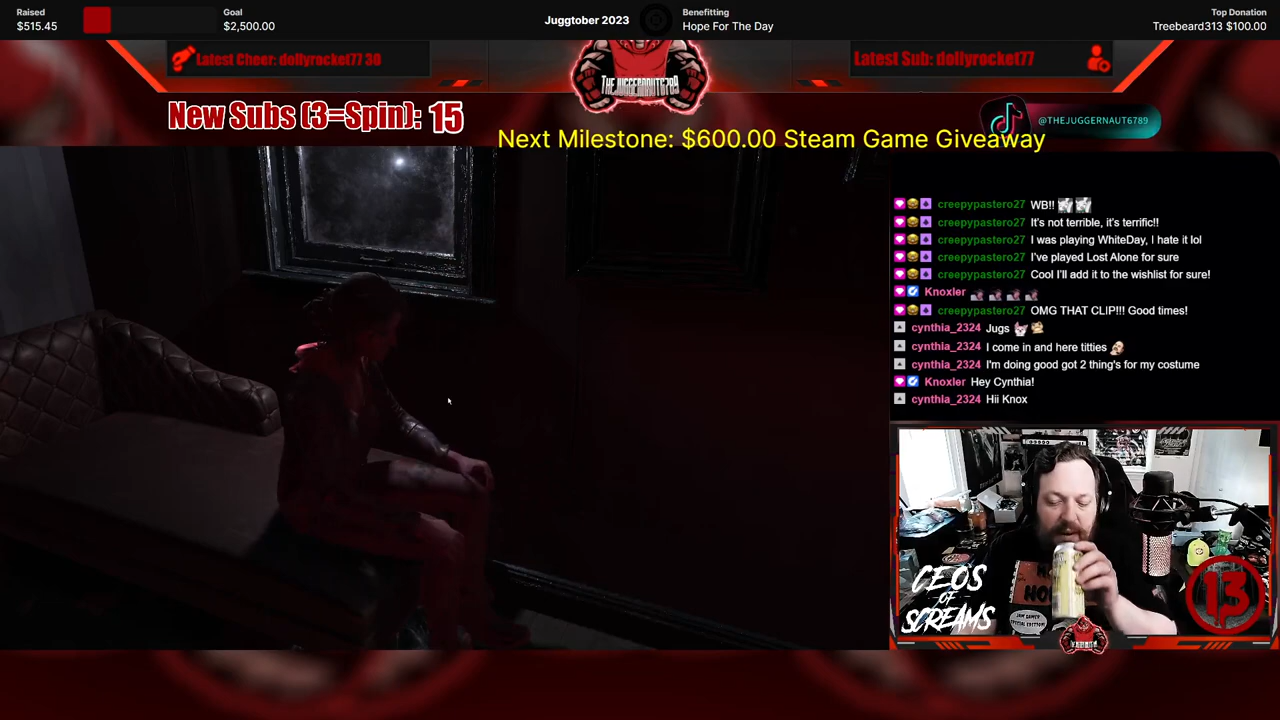 Raised
$515.45
Goal
$2,500.00
Juggtober 2023
Benefitting
Hope For The Day
Top Donation
Treebeard313 $100.00
Latest Cheer: dollyrocket77 30
THEJUGGERNAUT6789
Latest Sub: dollyrocket77
New Subs (3=Spin): 15
@THEJUGGERNAUT6789
Next Milestone: $600.00 Steam Game Giveaway
creepypastero27 WB!!
creepypastero27 It's not terrible, it's terrific!!
creepypastero27 I was playing WhiteDay, I hate it lol
creepypastero27 I've played Lost Alone for sure
creepypastero27 Cool I'll add it to the wishlist for sure!
Knoxler
creepypastero27 OMG THAT CLIP!!! Good times!
cynthia_2324 Jugs
cynthia_2324 I come in and here titties
cynthia_2324 I'm doing good got 2 thing's for my costume
Knoxler Hey Cynthia!
cynthia_2324 Hii Knox
CEOS
OF
SCREAMS
13